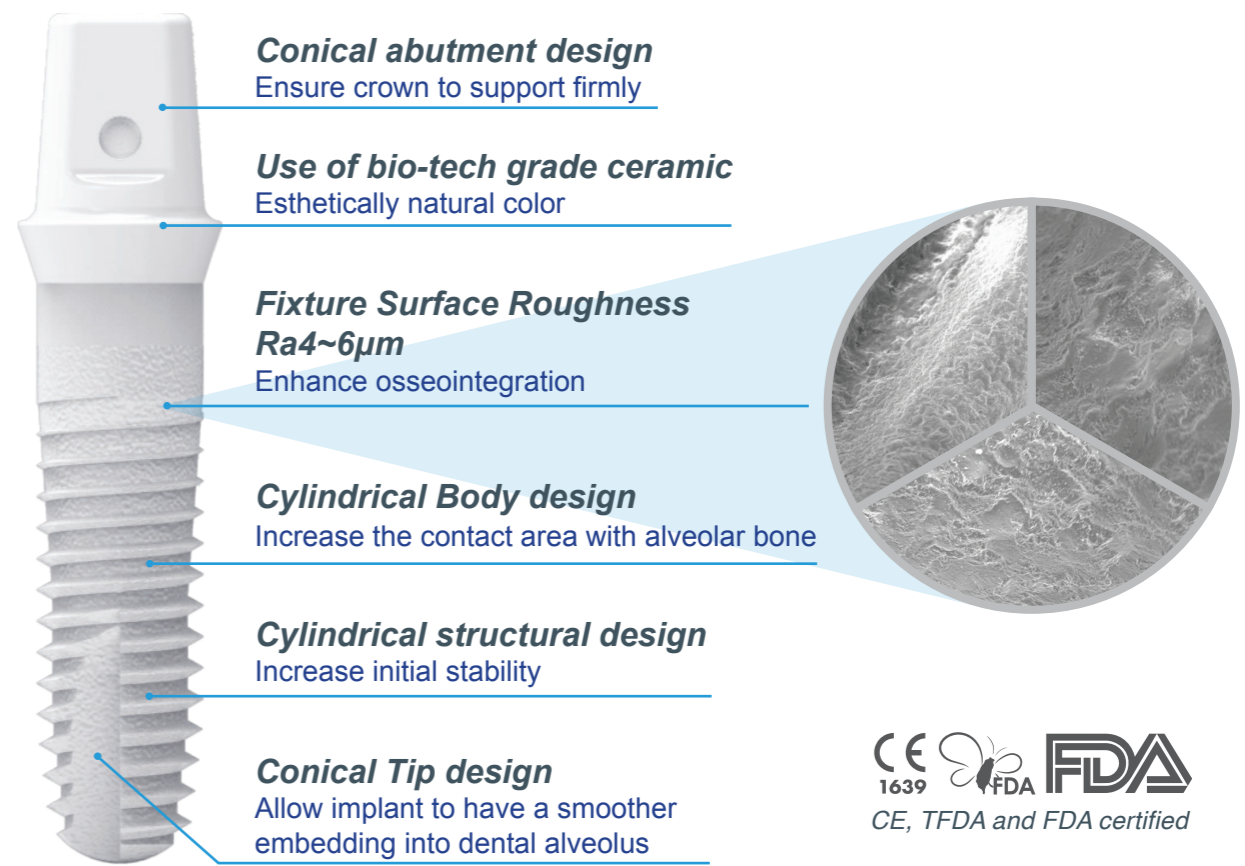 Conical abutment design
Ensure crown to support firmly
Use of bio-tech grade ceramic
Esthetically natural color
Fixture Surface Roughness
Ra4~6μm
Enhance osseointegration
Cylindrical Body design
Increase the contact area with alveolar bone
Cylindrical structural design
Increase initial stability
Conical Tip design
Allow implant to have a smoother
embedding into dental alveolus
CE
1639
FDA
FDA
CE, TFDA and FDA certified